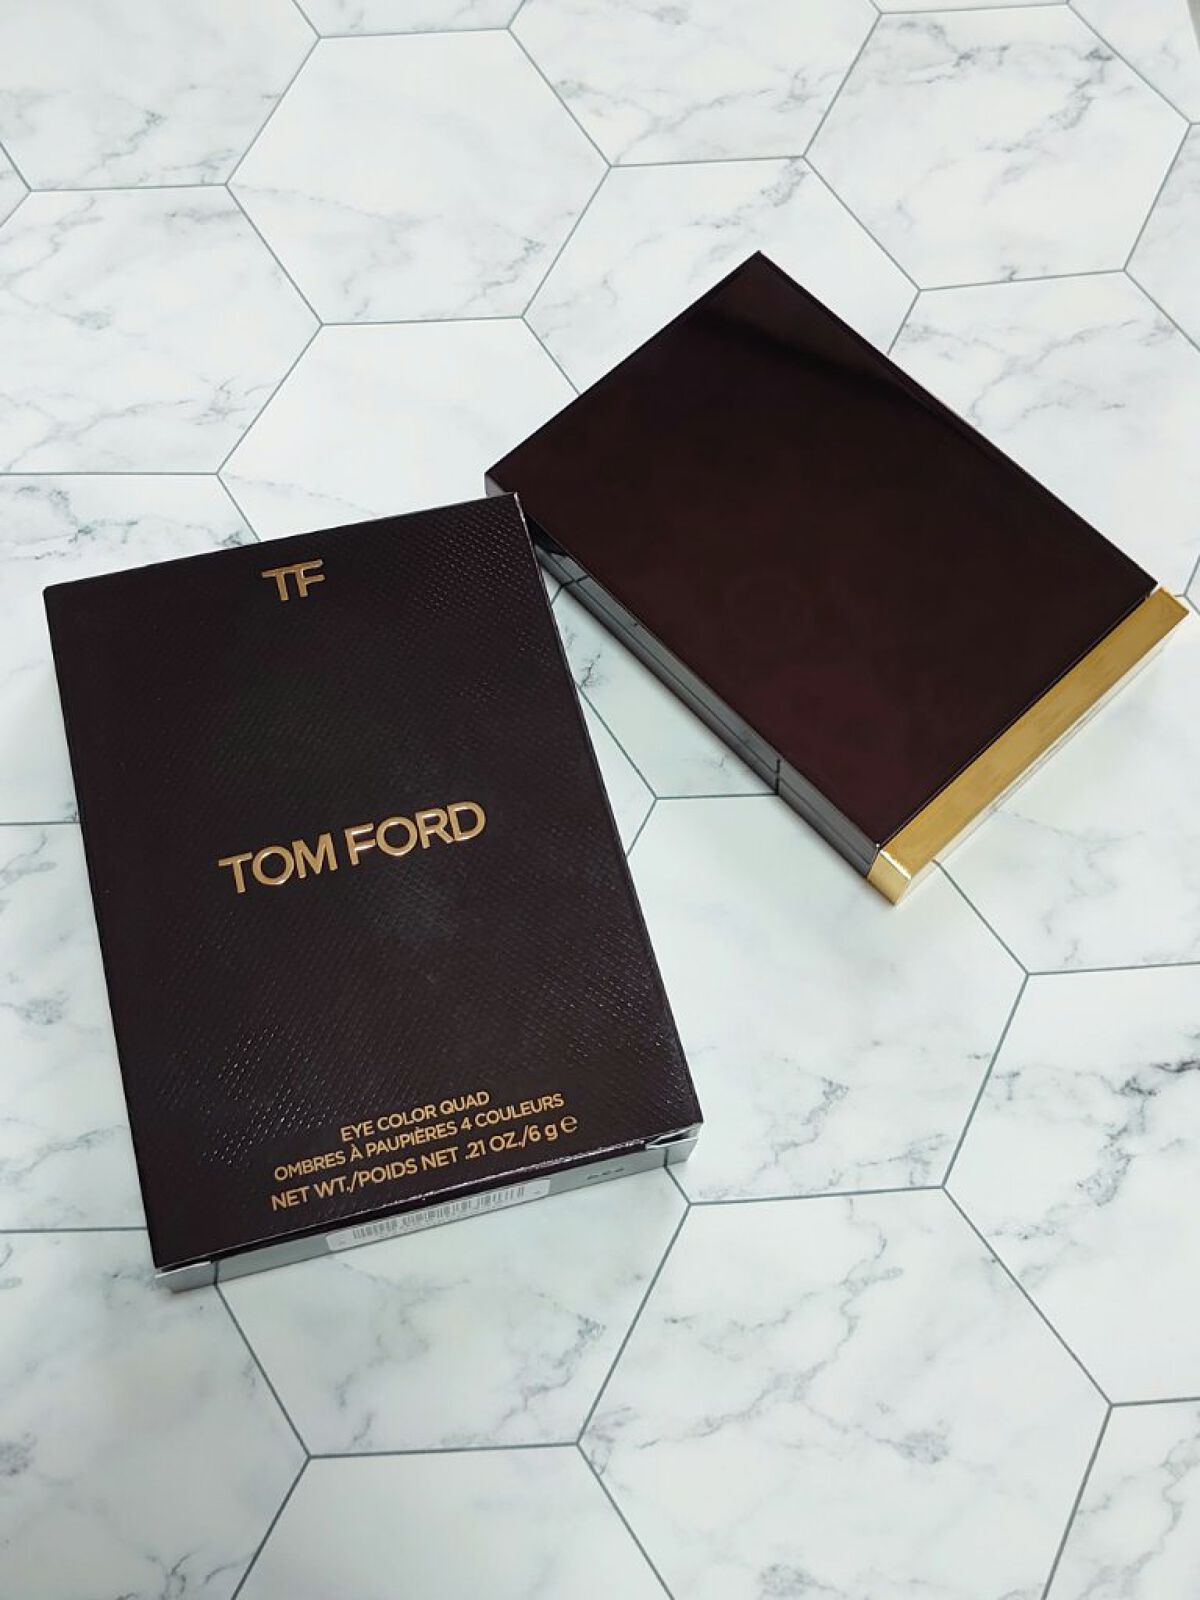 TF
TOM FORD
EYE COLOR QUAD
OMBRES À PAUPIÈRES 4 COULEURS
NET WT./POIDS NET .21 OZ./6 g ℮